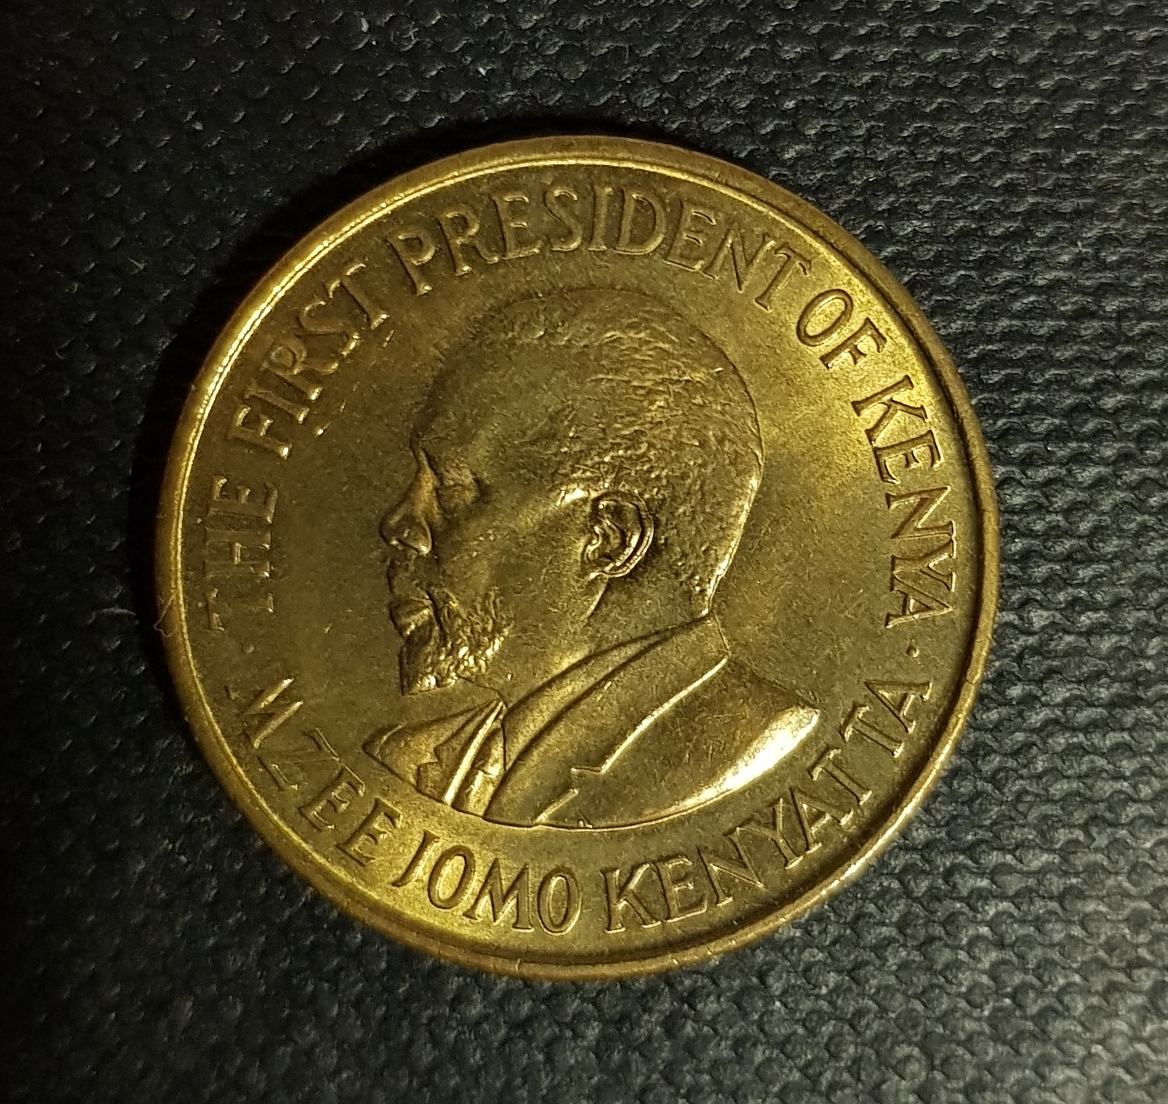 · THE FIRST PRESIDENT OF KENYA ·
MZEE JOMO KENYATTA